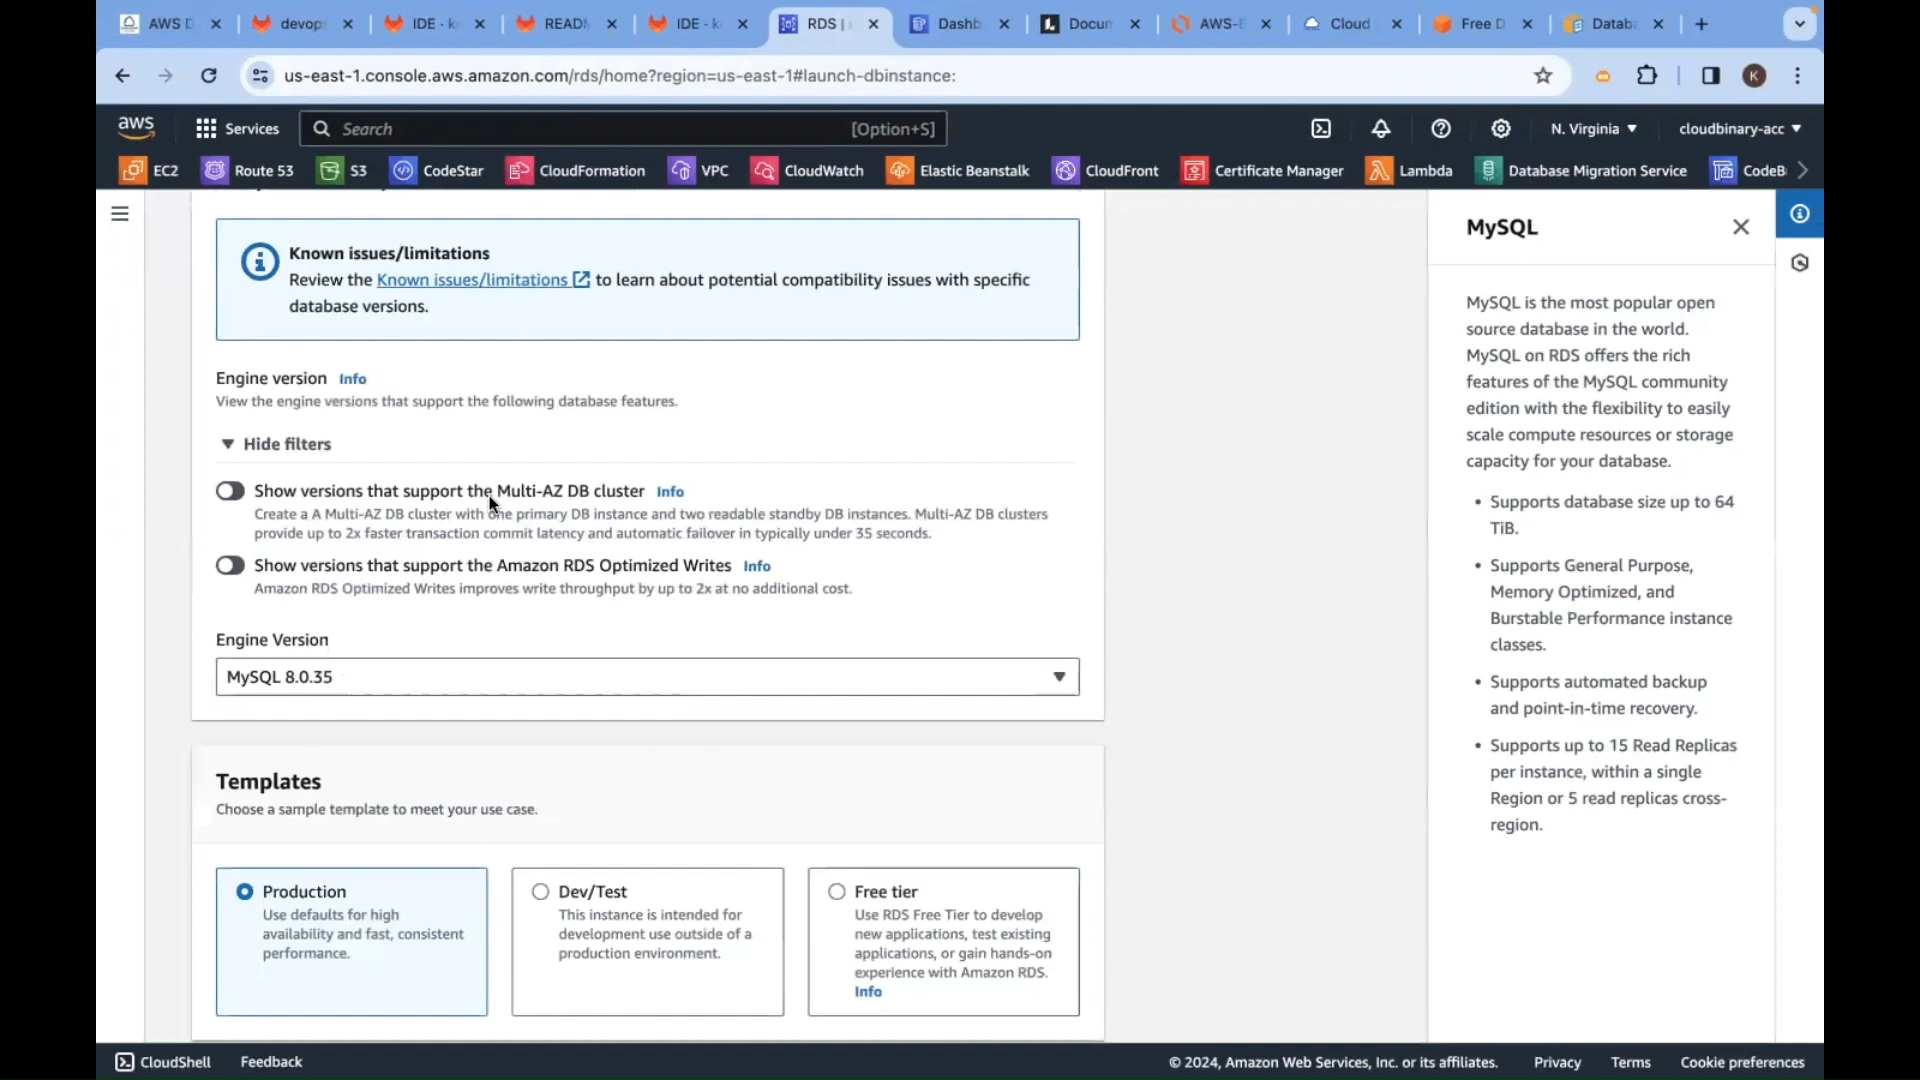 AWS D
devop
IDE - k
READ
IDE - k
RDS |
Dashb
Docum
AWS-
Cloud
Free D
Datab
us-east-1.console.aws.amazon.com/rds/home?region=us-east-1#launch-dbinstance:
K
aws
Services
Search
[Option+S]
N. Virginia
cloudbinary-acc
EC2
Route 53
S3
CodeStar
CloudFormation
VPC
CloudWatch
Elastic Beanstalk
CloudFront
Certificate Manager
Lambda
Database Migration Service
CodeB
Known issues/limitations
Review the Known issues/limitations to learn about potential compatibility issues with specific
database versions.
Engine version Info
View the engine versions that support the following database features.
Hide filters
Show versions that support the Multi-AZ DB cluster Info
Create a A Multi-AZ DB cluster with one primary DB instance and two readable standby DB instances. Multi-AZ DB clusters
provide up to 2x faster transaction commit latency and automatic failover in typically under 35 seconds.
Show versions that support the Amazon RDS Optimized Writes Info
Amazon RDS Optimized Writes improves write throughput by up to 2x at no additional cost.
Engine Version
MySQL 8.0.35
Templates
Choose a sample template to meet your use case.
Production
Use defaults for high
availability and fast, consistent
performance.
Dev/Test
This instance is intended for
development use outside of a
production environment.
Free tier
Use RDS Free Tier to develop
new applications, test existing
applications, or gain hands-on
experience with Amazon RDS.
Info
MySQL
MySQL is the most popular open
source database in the world.
MySQL on RDS offers the rich
features of the MySQL community
edition with the flexibility to easily
scale compute resources or storage
capacity for your database.
• Supports database size up to 64
TiB.
• Supports General Purpose,
Memory Optimized, and
Burstable Performance instance
classes.
• Supports automated backup
and point-in-time recovery.
• Supports up to 15 Read Replicas
per instance, within a single
Region or 5 read replicas cross-
region.
CloudShell
Feedback
© 2024, Amazon Web Services, Inc. or its affiliates.
Privacy
Terms
Cookie preferences